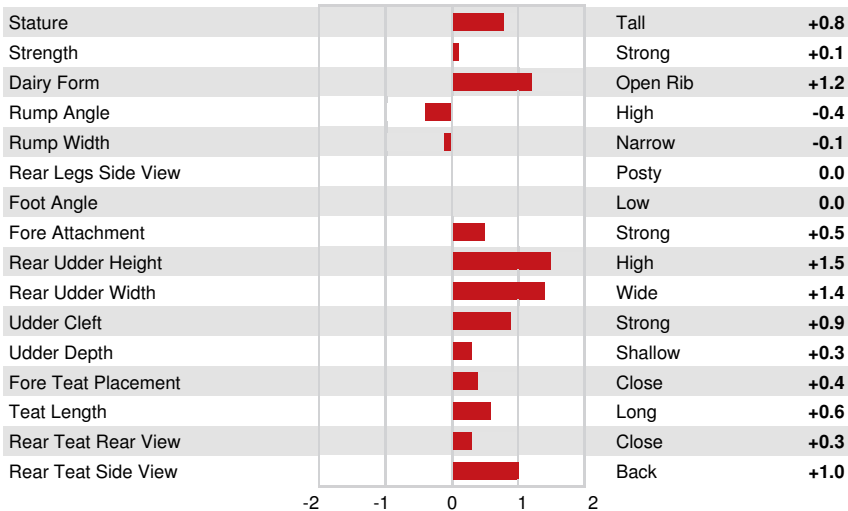 Stature Tall +0.8
Strength Strong +0.1
Dairy Form Open Rib +1.2
Rump Angle High -0.4
Rump Width Narrow -0.1
Rear Legs Side View Posty 0.0
Foot Angle Low 0.0
Fore Attachment Strong +0.5
Rear Udder Height High +1.5
Rear Udder Width Wide +1.4
Udder Cleft Strong +0.9
Udder Depth Shallow +0.3
Fore Teat Placement Close +0.4
Teat Length Long +0.6
Rear Teat Rear View Close +0.3
Rear Teat Side View Back +1.0
-2 -1 0 1 2